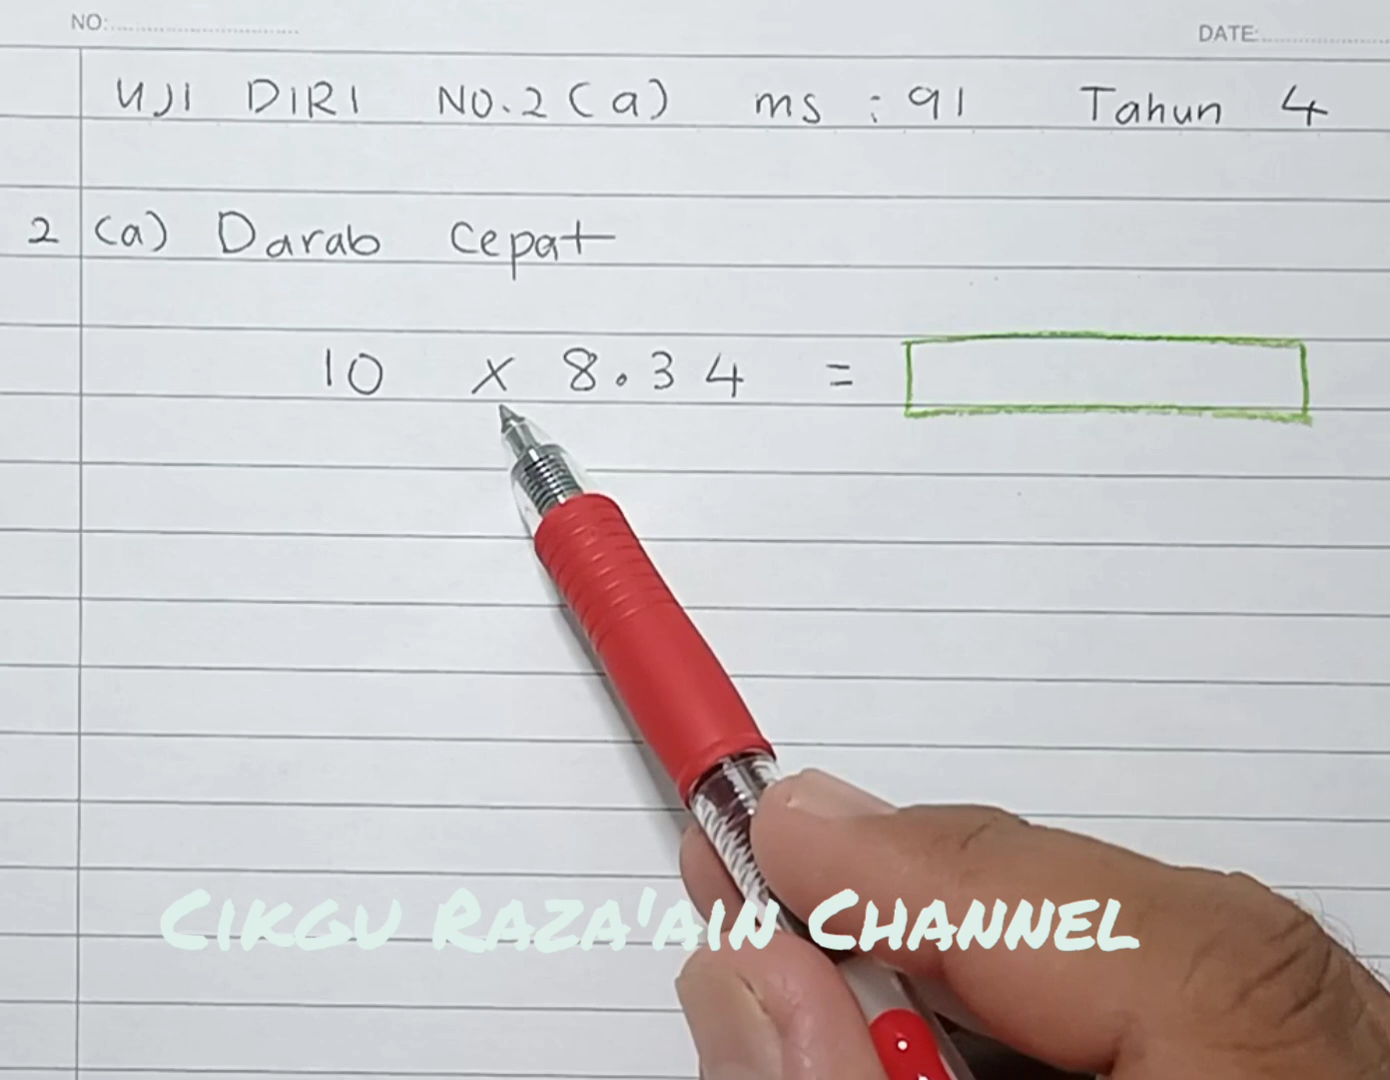 NO:
DATE:
UJI DIRI NO.2(a) ms : 91 Tahun 4
2 (a) Darab Cepat
10 x 8.34 =
Cikgu Raza'ain Channel